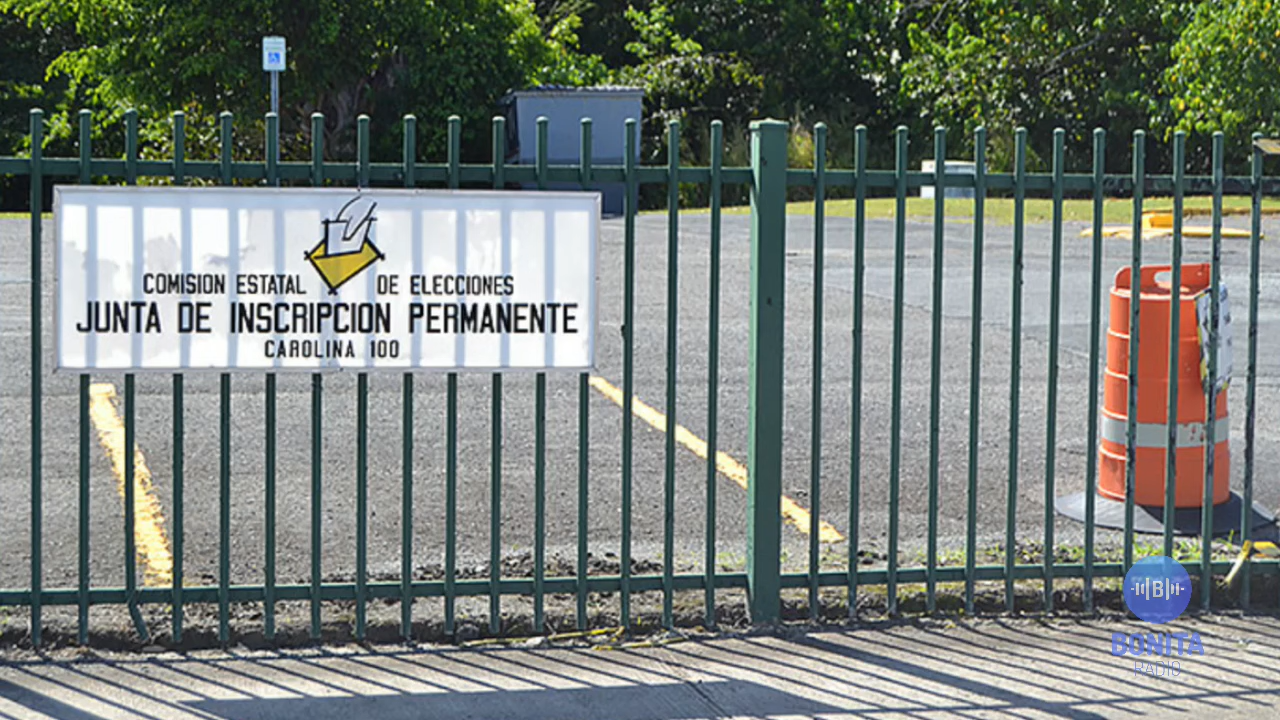 COMISION ESTATAL DE ELECCIONES
JUNTA DE INSCRIPCION PERMANENTE
CAROLINA 100
B
BONITA
RADIO